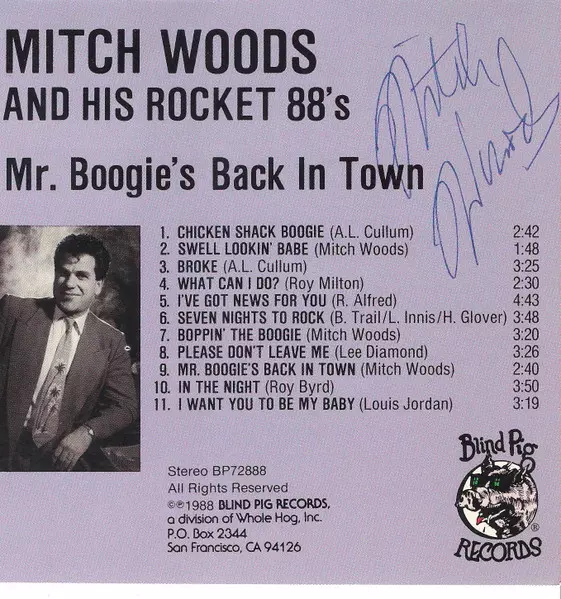 MITCH WOODS
AND HIS ROCKET 88's
Mitch
Woods
Mr. Boogie's Back In Town
1. CHICKEN SHACK BOOGIE (A.L. Cullum) 2:42
2. SWELL LOOKIN' BABE (Mitch Woods) 1:48
3. BROKE (A.L. Cullum) 3:25
4. WHAT CAN I DO? (Roy Milton) 2:30
5. I'VE GOT NEWS FOR YOU (R. Alfred) 4:43
6. SEVEN NIGHTS TO ROCK (B. Trail/L. Innis/H. Glover) 3:48
7. BOPPIN' THE BOOGIE (Mitch Woods) 3:20
8. PLEASE DON'T LEAVE ME (Lee Diamond) 3:26
9. MR. BOOGIE'S BACK IN TOWN (Mitch Woods) 2:40
10. IN THE NIGHT (Roy Byrd) 3:50
11. I WANT YOU TO BE MY BABY (Louis Jordan) 3:19
Stereo BP72888
All Rights Reserved
©℗1988 BLIND PIG RECORDS,
a division of Whole Hog, Inc.
P.O. Box 2344
San Francisco, CA 94126
Blind Pig
RECORDS®